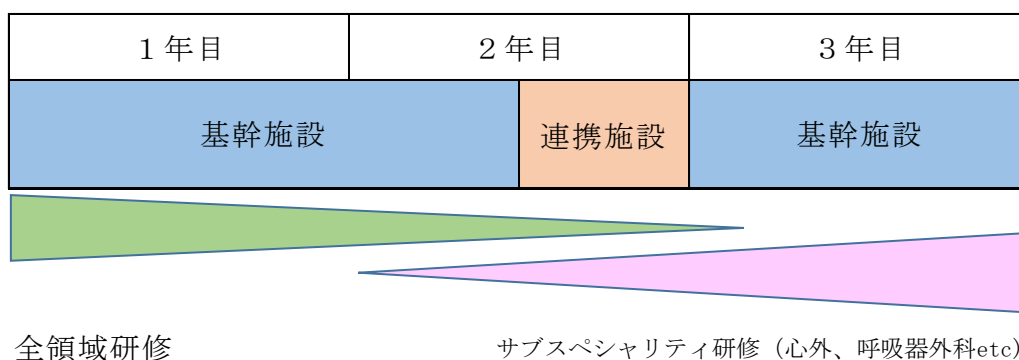 １年目 ２年目 ３年目
基幹施設 連携施設 基幹施設
全領域研修 サブスペシャリティ研修（心外、呼吸器外科etc）